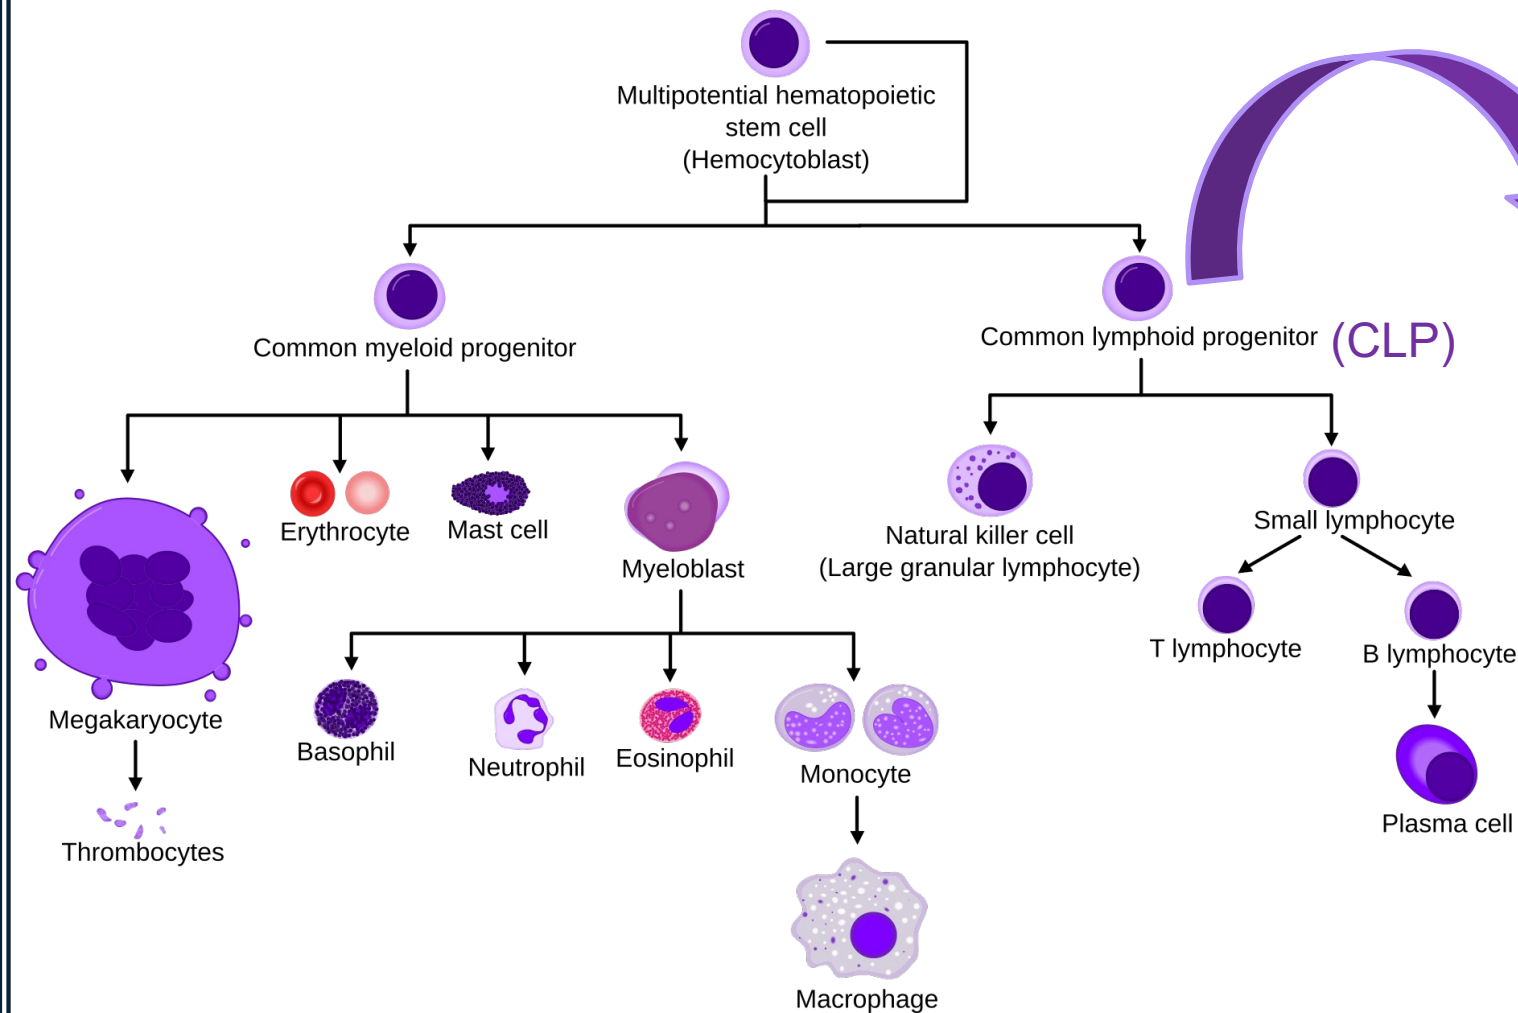 Multipotential hematopoietic
stem cell
(Hemocytoblast)
Common myeloid progenitor
Common lymphoid progenitor (CLP)
Erythrocyte
Mast cell
Myeloblast
Natural killer cell
(Large granular lymphocyte)
Small lymphocyte
T lymphocyte
B lymphocyte
Megakaryocyte
Basophil
Neutrophil
Eosinophil
Monocyte
Plasma cell
Thrombocytes
Macrophage